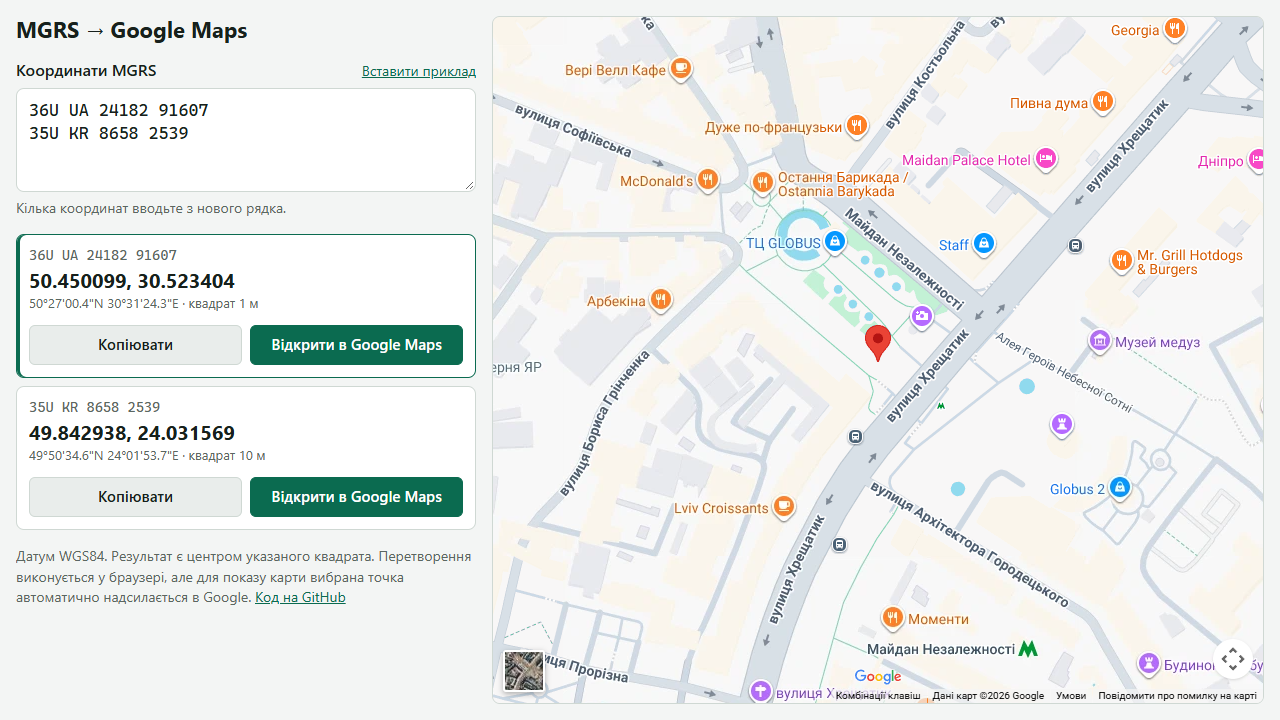 MGRS → Google Maps
Координати MGRS
Вставити приклад
36U UA 24182 91607
35U KR 8658 2539
Кілька координат вводьте з нового рядка.
36U UA 24182 91607
50.450099, 30.523404
50°27'00.4"N 30°31'24.3"E · квадрат 1 м
Копіювати
Відкрити в Google Maps
35U KR 8658 2539
49.842938, 24.031569
49°50'34.6"N 24°01'53.7"E · квадрат 10 м
Копіювати
Відкрити в Google Maps
Датум WGS84. Результат є центром указаного квадрата. Перетворення
виконується у браузері, але для показу карти вибрана точка
автоматично надсилається в Google. Код на GitHub
Georgia
Вері Велл Кафе
вулиця Костьольна
Пивна дума
вулиця Софіївська
Дуже по-французьки
вулиця Хрещатик
Maidan Palace Hotel
Дніпро
McDonald's
Остання Барикада /
Ostannia Barykada
Майдан Незалежності
ТЦ GLOBUS
Staff
Mr. Grill Hotdogs
& Burgers
Арбекіна
Музей медуз
Алея Героїв Небесної Сотні
ерня ЯР
вулиця Хрещатик
вулиця Бориса Грінченка
Globus 2
Lviv Croissants
вулиця Архітектора Городецького
вулиця Хрещатик
Моменти
Майдан Незалежності
иця Прорізна
Google
вулиця Х
Комбінації клавіш
Дані карт ©2026 Google
Умови
Повідомити про помилку на карті